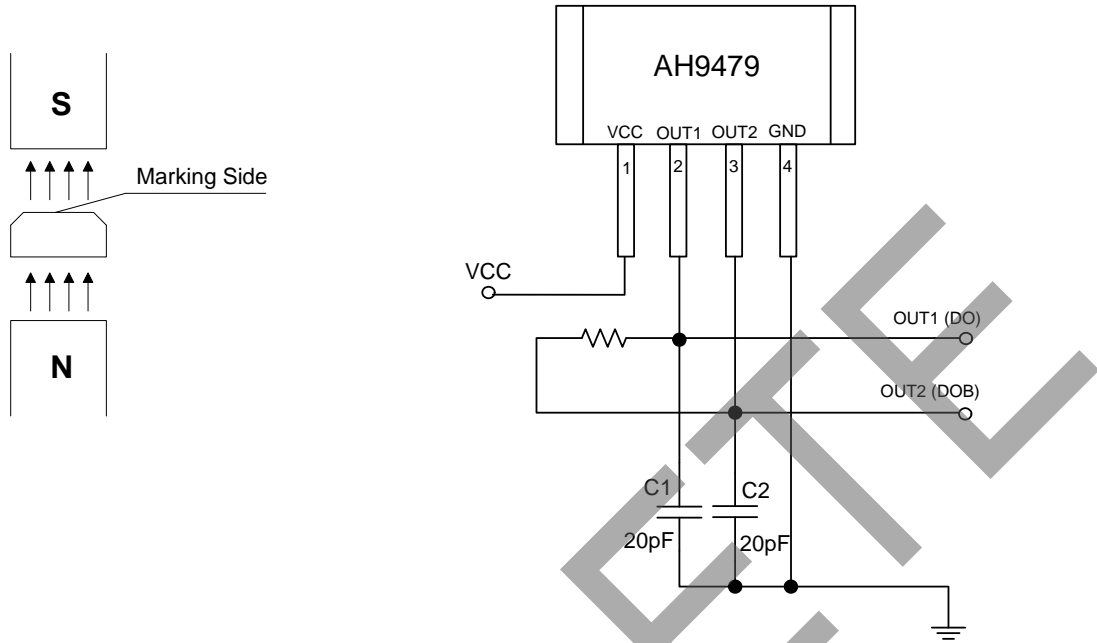 S
Marking Side
N
AH9479
VCC OUT1 OUT2 GND
1 2 3 4
VCC
OUT1 (DO)
OUT2 (DOB)
C1 C2
20pF 20pF
ETE